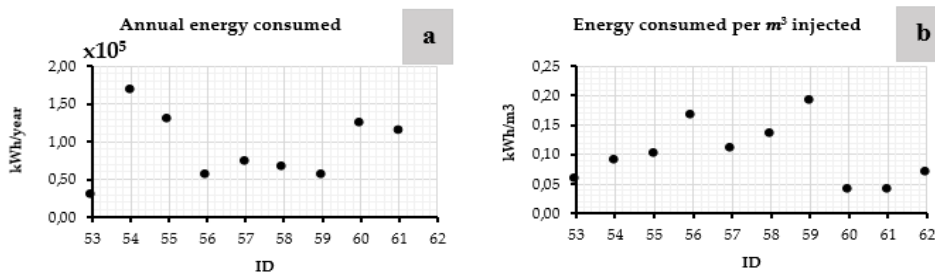 Annual energy consumed
a
x10⁵
2,00
1,50
1,00
0,50
0,00
kWh/year
53 54 55 56 57 58 59 60 61 62
ID
Energy consumed per m³ injected
b
0,25
0,20
0,15
0,10
0,05
0,00
kWh/m3
53 54 55 56 57 58 59 60 61 62
ID